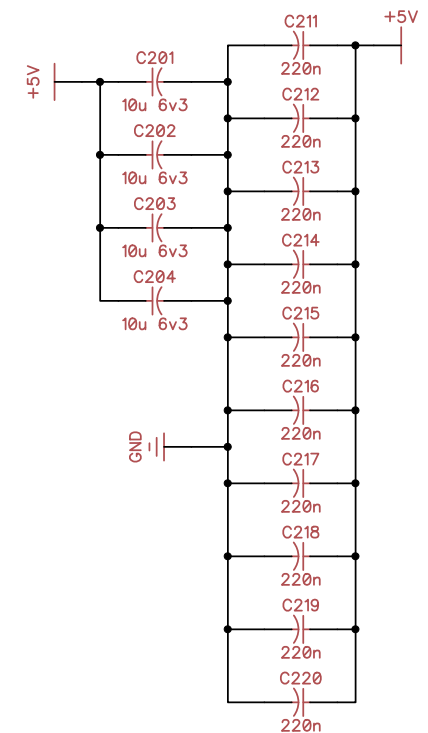 +5V
C201
10u 6v3
C202
10u 6v3
C203
10u 6v3
C204
10u 6v3
GND
+5V
C211
220n
C212
220n
C213
220n
C214
220n
C215
220n
C216
220n
C217
220n
C218
220n
C219
220n
C220
220n